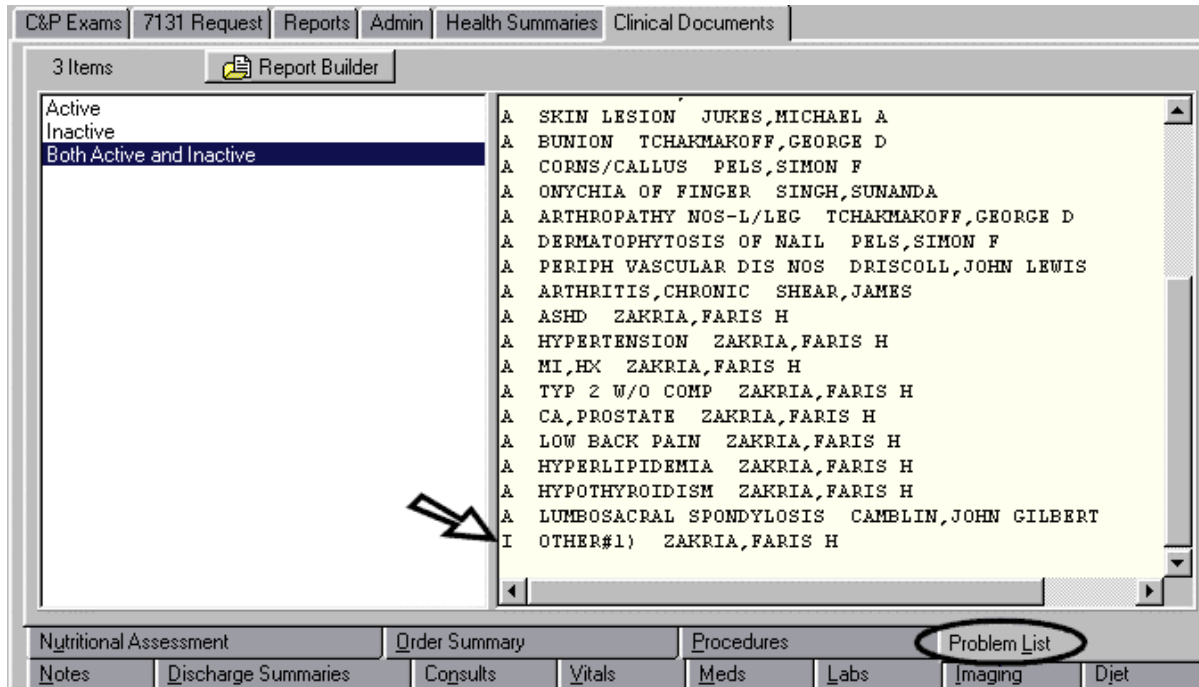 C&P Exams 7131 Request Reports Admin Health Summaries Clinical Documents
3 Items Report Builder
Active
Inactive
Both Active and Inactive
A SKIN LESION JUKES,MICHAEL A
A BUNION TCHAKMAKOFF,GEORGE D
A CORNS/CALLUS PELS,SIMON F
A ONYCHIA OF FINGER SINGH,SUNANDA
A ARTHROPATHY NOS-L/LEG TCHAKMAKOFF,GEORGE D
A DERMATOPHYTOSIS OF NAIL PELS,SIMON F
A PERIPH VASCULAR DIS NOS DRISCOLL,JOHN LEWIS
A ARTHRITIS,CHRONIC SHEAR,JAMES
A ASHD ZAKRIA,FARIS H
A HYPERTENSION ZAKRIA,FARIS H
A MI,HX ZAKRIA,FARIS H
A TYP 2 W/O COMP ZAKRIA,FARIS H
A CA,PROSTATE ZAKRIA,FARIS H
A LOW BACK PAIN ZAKRIA,FARIS H
A HYPERLIPIDEMIA ZAKRIA,FARIS H
A HYPOTHYROIDISM ZAKRIA,FARIS H
A LUMBOSACRAL SPONDYLOSIS CAMBLIN,JOHN GILBERT
I OTHER#1) ZAKRIA,FARIS H
Nutritional Assessment Order Summary Procedures Problem List
Notes Discharge Summaries Consults Vitals Meds Labs Imaging Diet